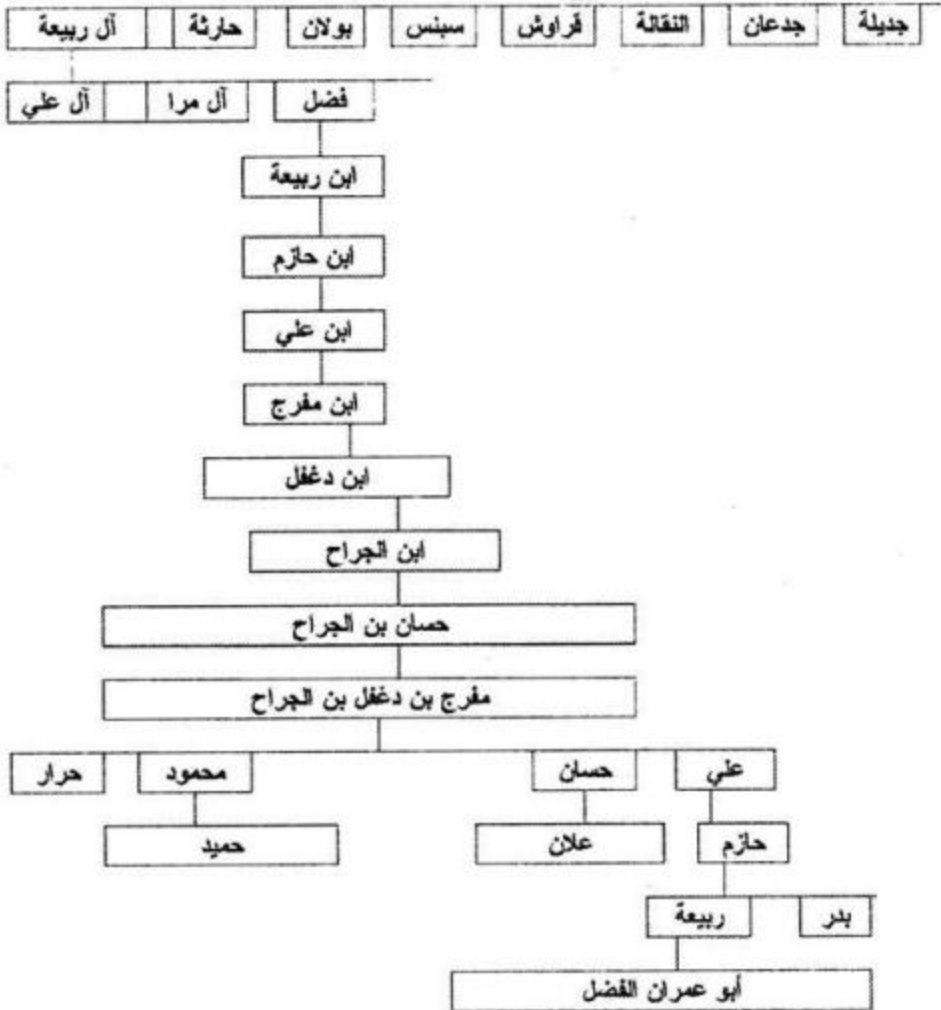 جديلة
جدعان
النقالة
قراوش
سبنس
بولان
حارثة
آل ربيعة
فضل
آل مرا
آل علي
ابن ربيعة
ابن حازم
ابن علي
ابن مفرج
ابن دغفل
ابن الجراح
حسان بن الجراح
مفرج بن دغفل بن الجراح
علي
حسان
محمود
حرار
حازم
علان
حميد
بدر
ربيعة
أبو عمران الفضل